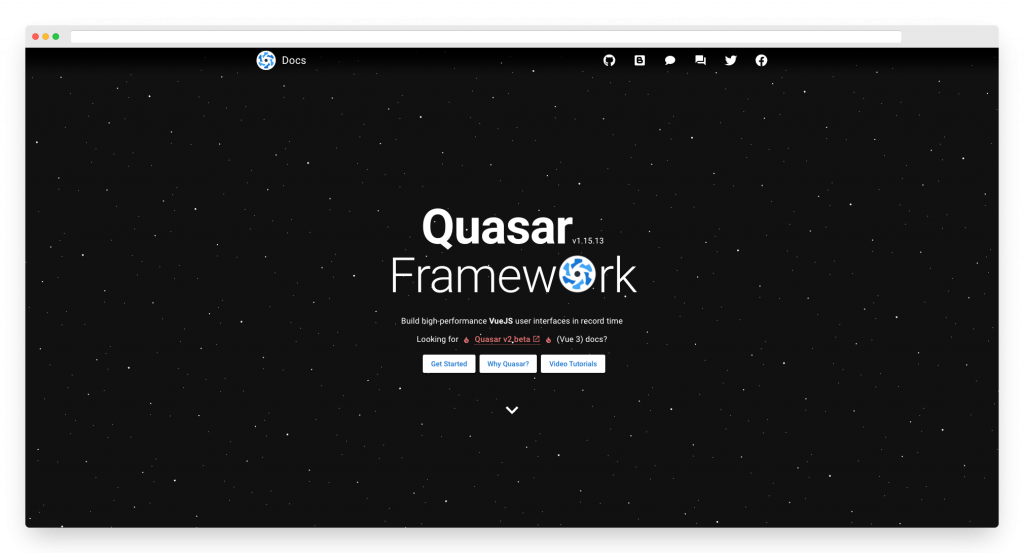 Docs
Quasar v1.15.13
Framework
Build high-performance VueJS user interfaces in record time
Looking for Quasar v2 beta (Vue 3) docs?
Get Started Why Quasar? Video Tutorials